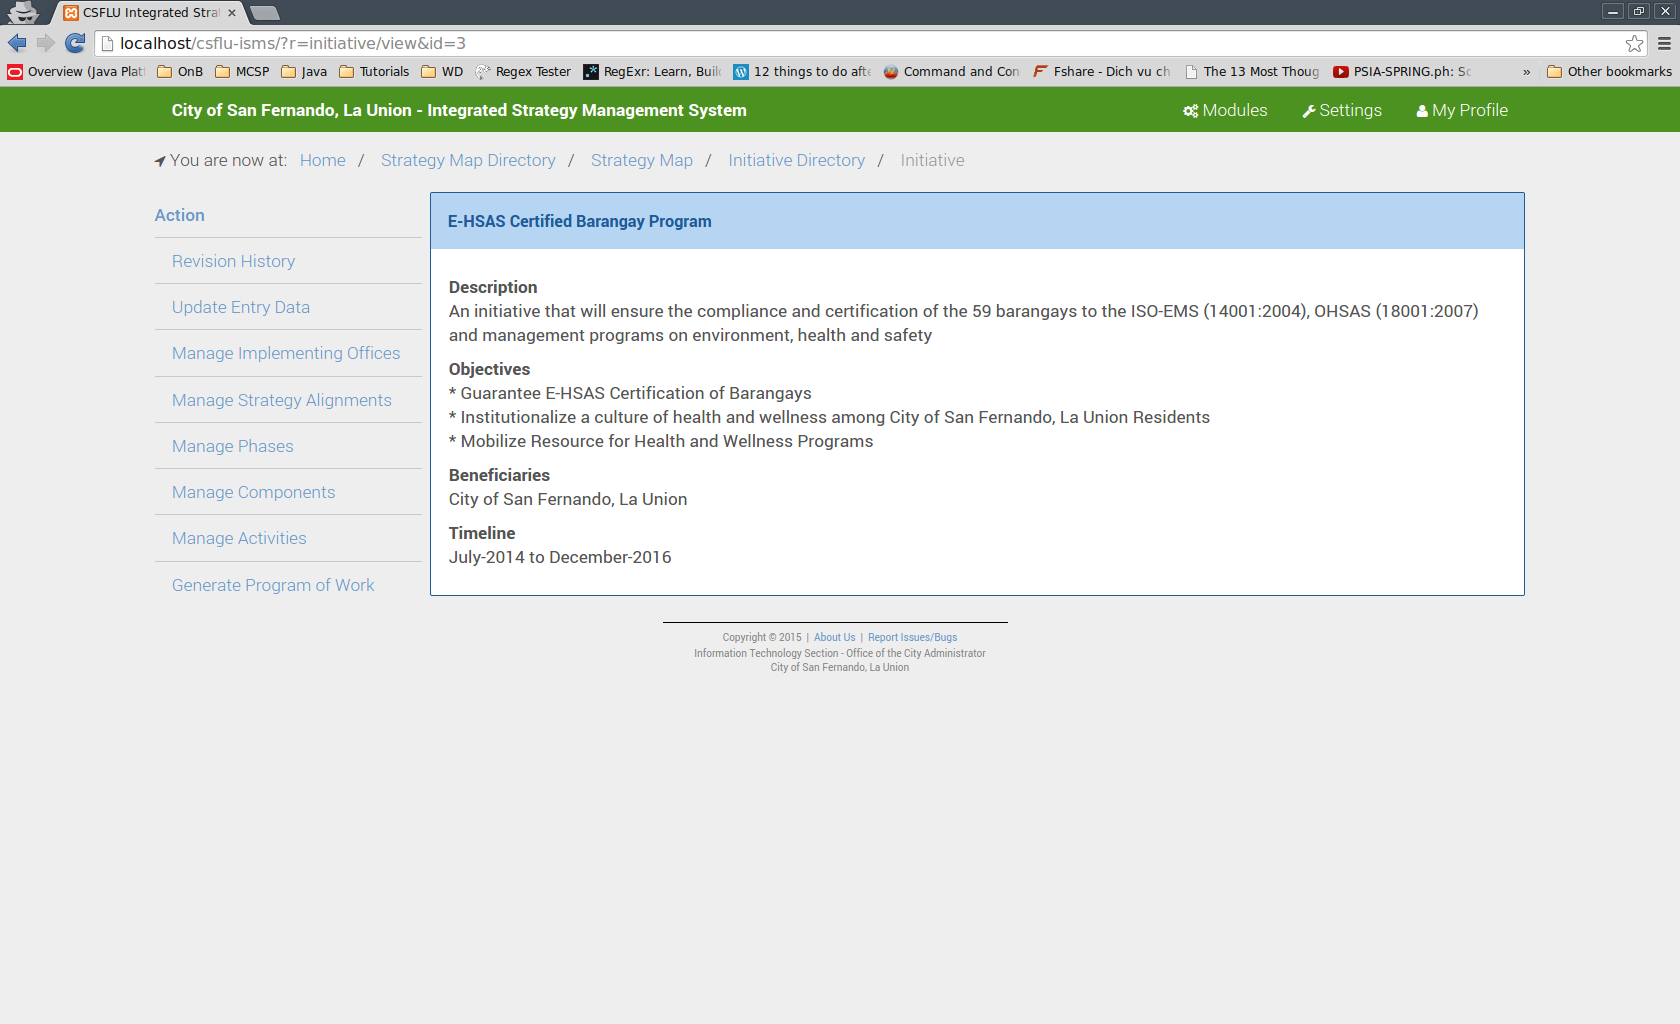 CSFLU Integrated Stra
localhost/csflu-isms/?r=initiative/view&id=3
Overview (Java Plat OnB MCSP Java Tutorials WD Regex Tester RegExr: Learn, Buil 12 things to do afte Command and Con Fshare - Dich vu ch The 13 Most Thoug PSIA-SPRING.ph: Sc » Other bookmarks
City of San Fernando, La Union - Integrated Strategy Management System Modules Settings My Profile
You are now at: Home / Strategy Map Directory / Strategy Map / Initiative Directory / Initiative
Action
Revision History
Update Entry Data
Manage Implementing Offices
Manage Strategy Alignments
Manage Phases
Manage Components
Manage Activities
Generate Program of Work
E-HSAS Certified Barangay Program
Description
An initiative that will ensure the compliance and certification of the 59 barangays to the ISO-EMS (14001:2004), OHSAS (18001:2007)
and management programs on environment, health and safety
Objectives
* Guarantee E-HSAS Certification of Barangays
* Institutionalize a culture of health and wellness among City of San Fernando, La Union Residents
* Mobilize Resource for Health and Wellness Programs
Beneficiaries
City of San Fernando, La Union
Timeline
July-2014 to December-2016
Copyright © 2015 | About Us | Report Issues/Bugs
Information Technology Section - Office of the City Administrator
City of San Fernando, La Union